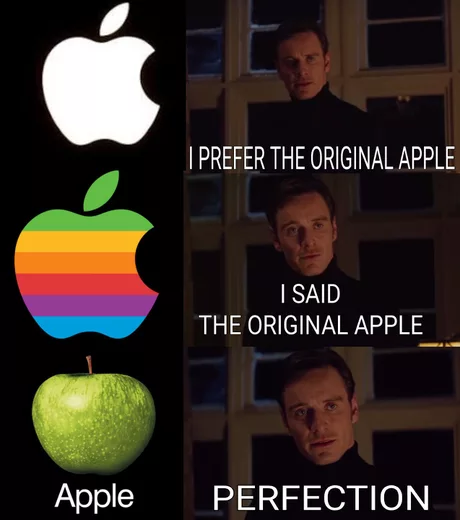 I PREFER THE ORIGINAL APPLE
I SAID
THE ORIGINAL APPLE
Apple
PERFECTION